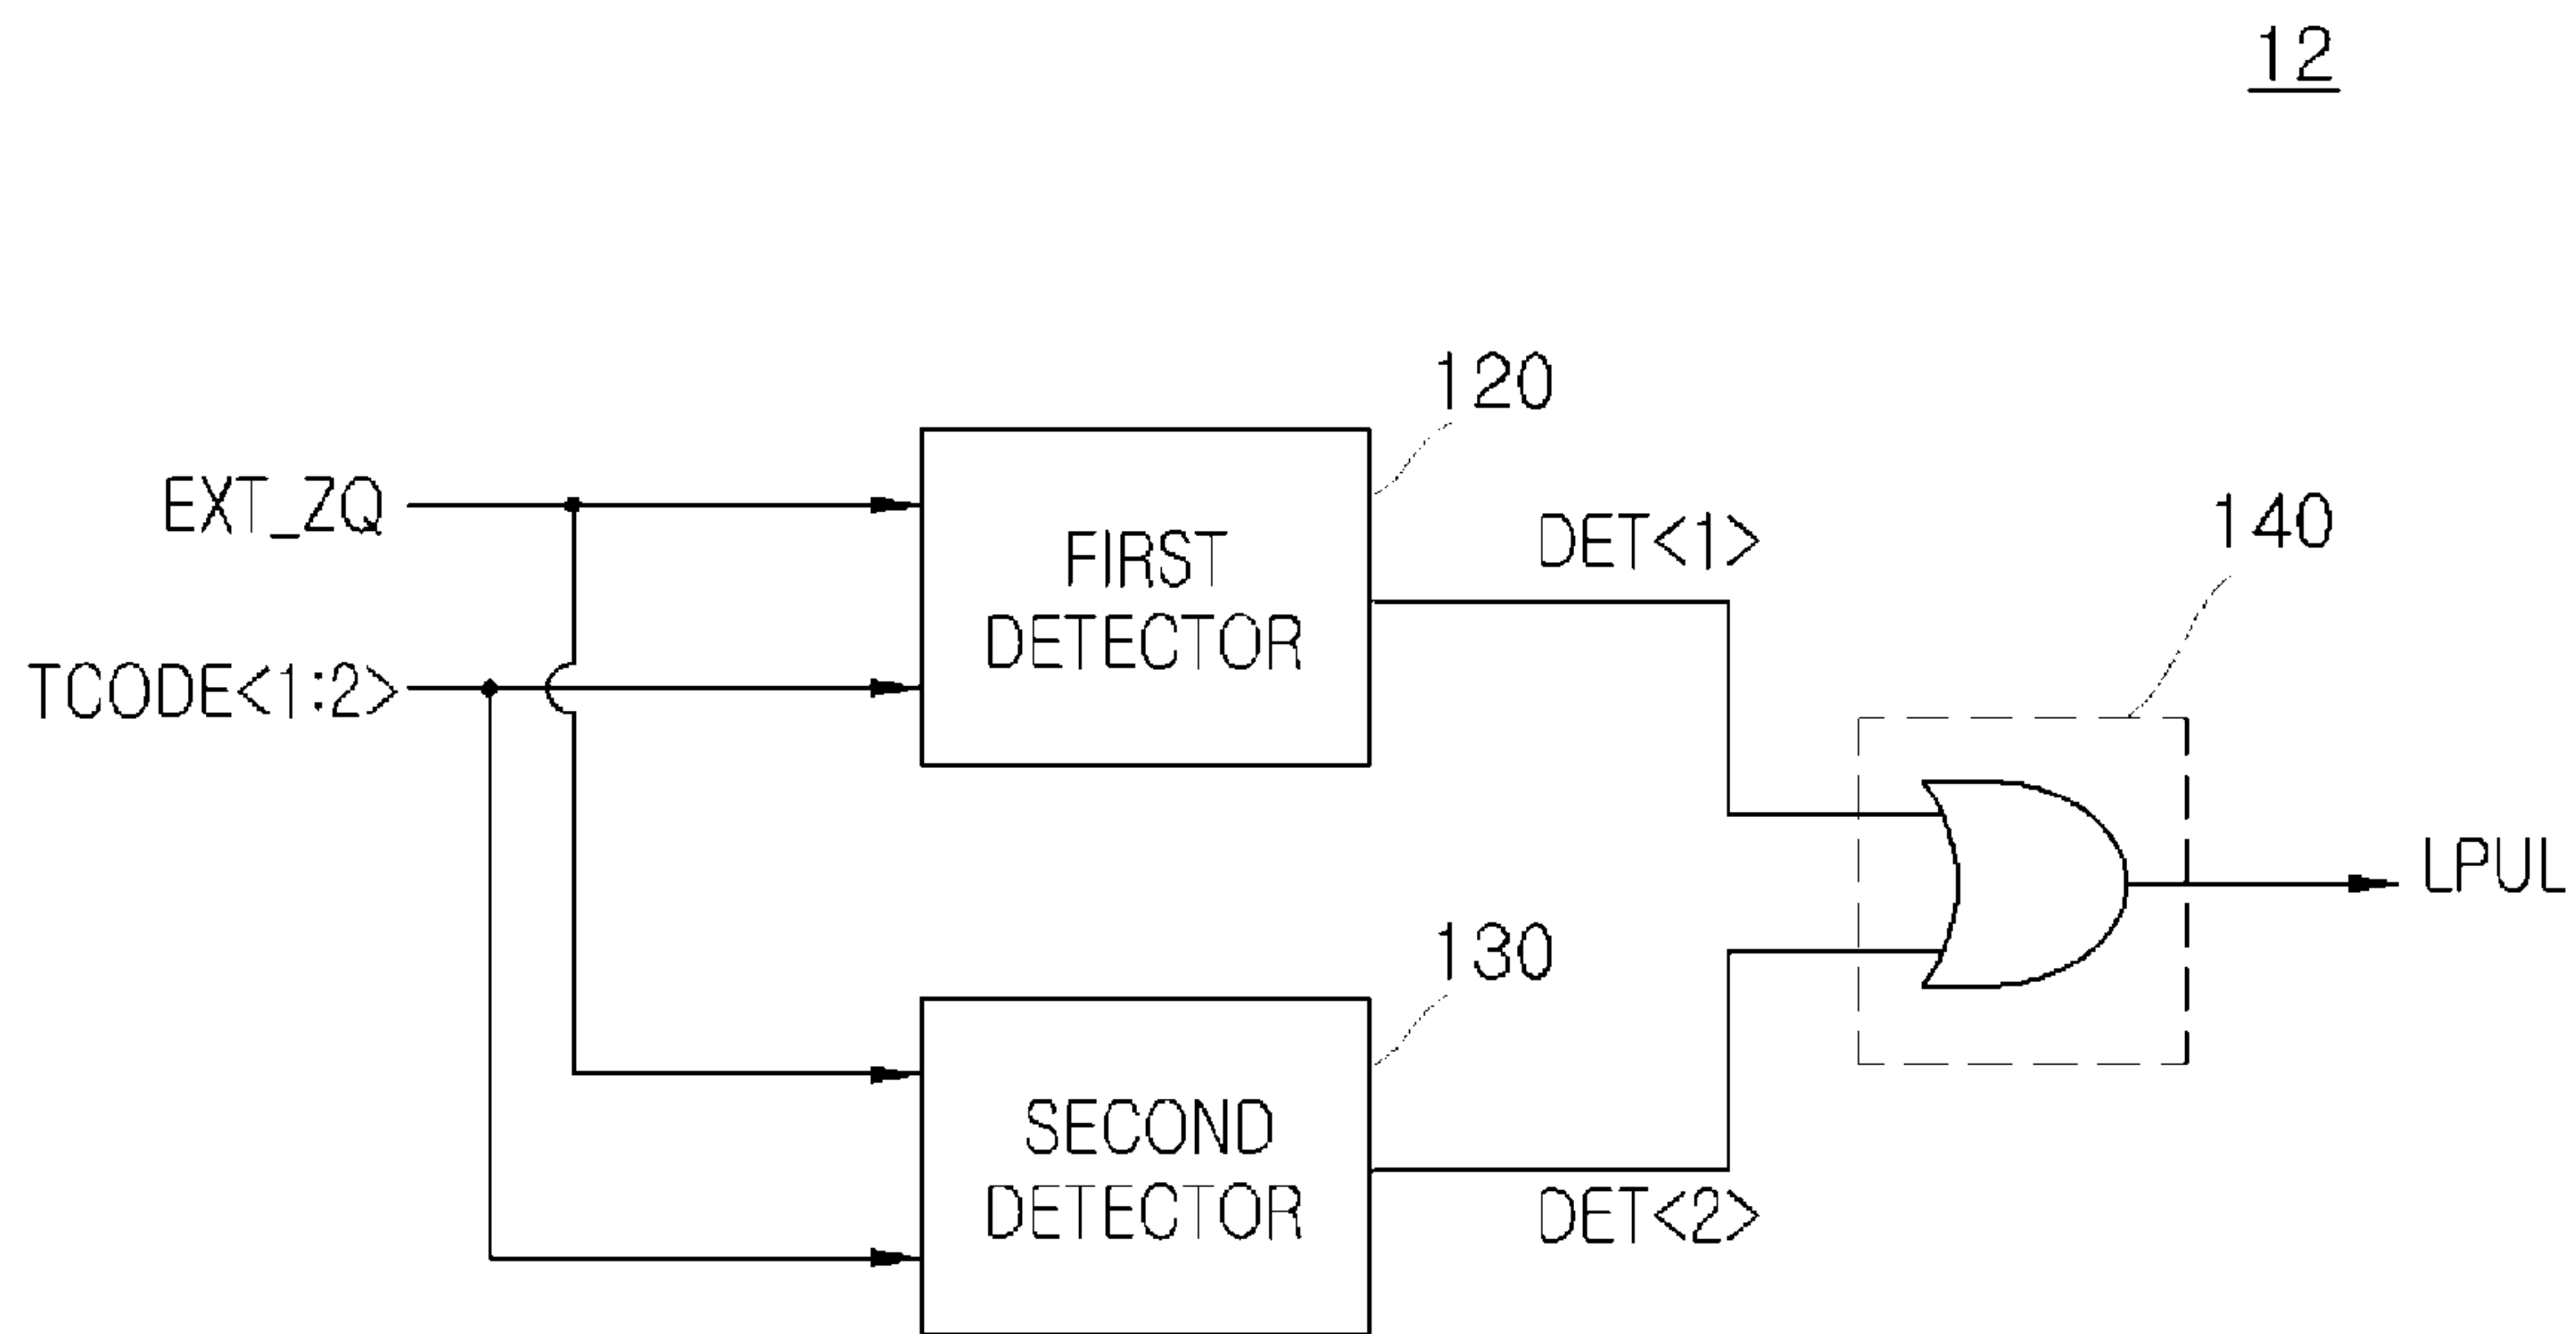 12
120
EXT_ZQ
FIRST
DETECTOR
DET<1>
140
TCODE<1:2>
LPUL
130
SECOND
DETECTOR
DET<2>